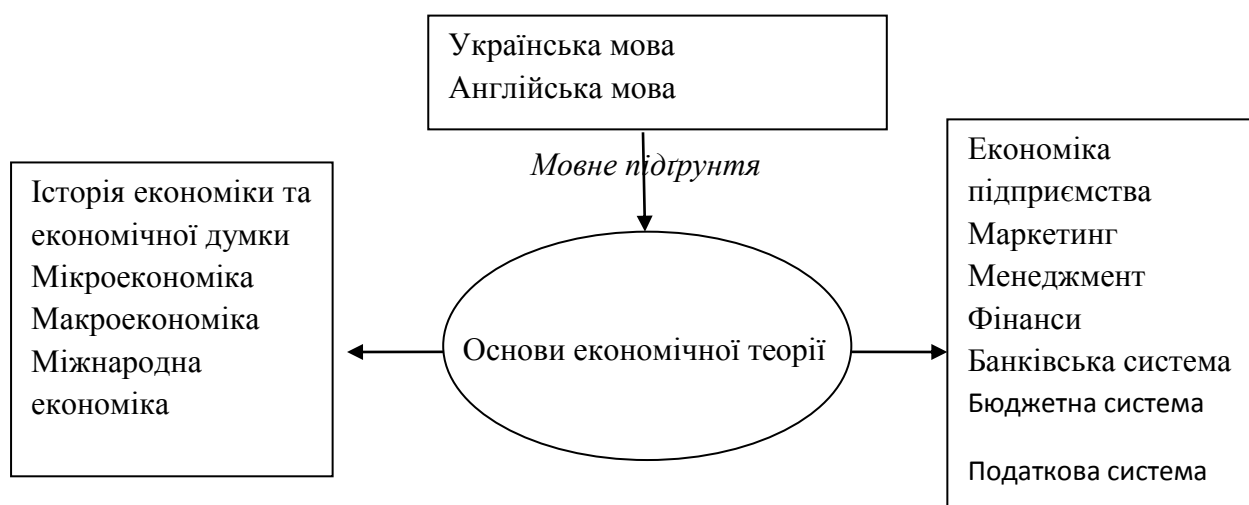 Українська мова
Англійська мова
Мовне підґрунтя
Історія економіки та
економічної думки
Мікроекономіка
Макроекономіка
Міжнародна
економіка
Основи економічної теорії
Економіка
підприємства
Маркетинг
Менеджмент
Фінанси
Банківська система
Бюджетна система
Податкова система